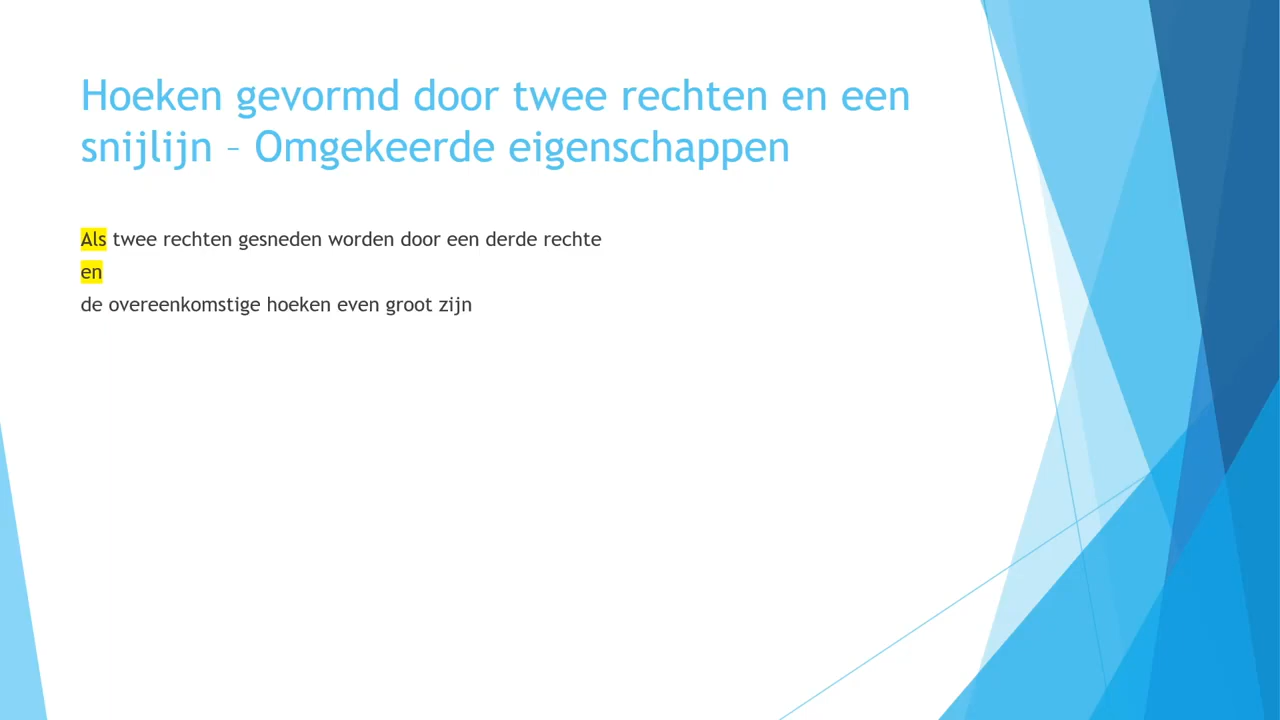 Hoeken gevormd door twee rechten en een
snijlijn – Omgekeerde eigenschappen
Als twee rechten gesneden worden door een derde rechte
en
de overeenkomstige hoeken even groot zijn